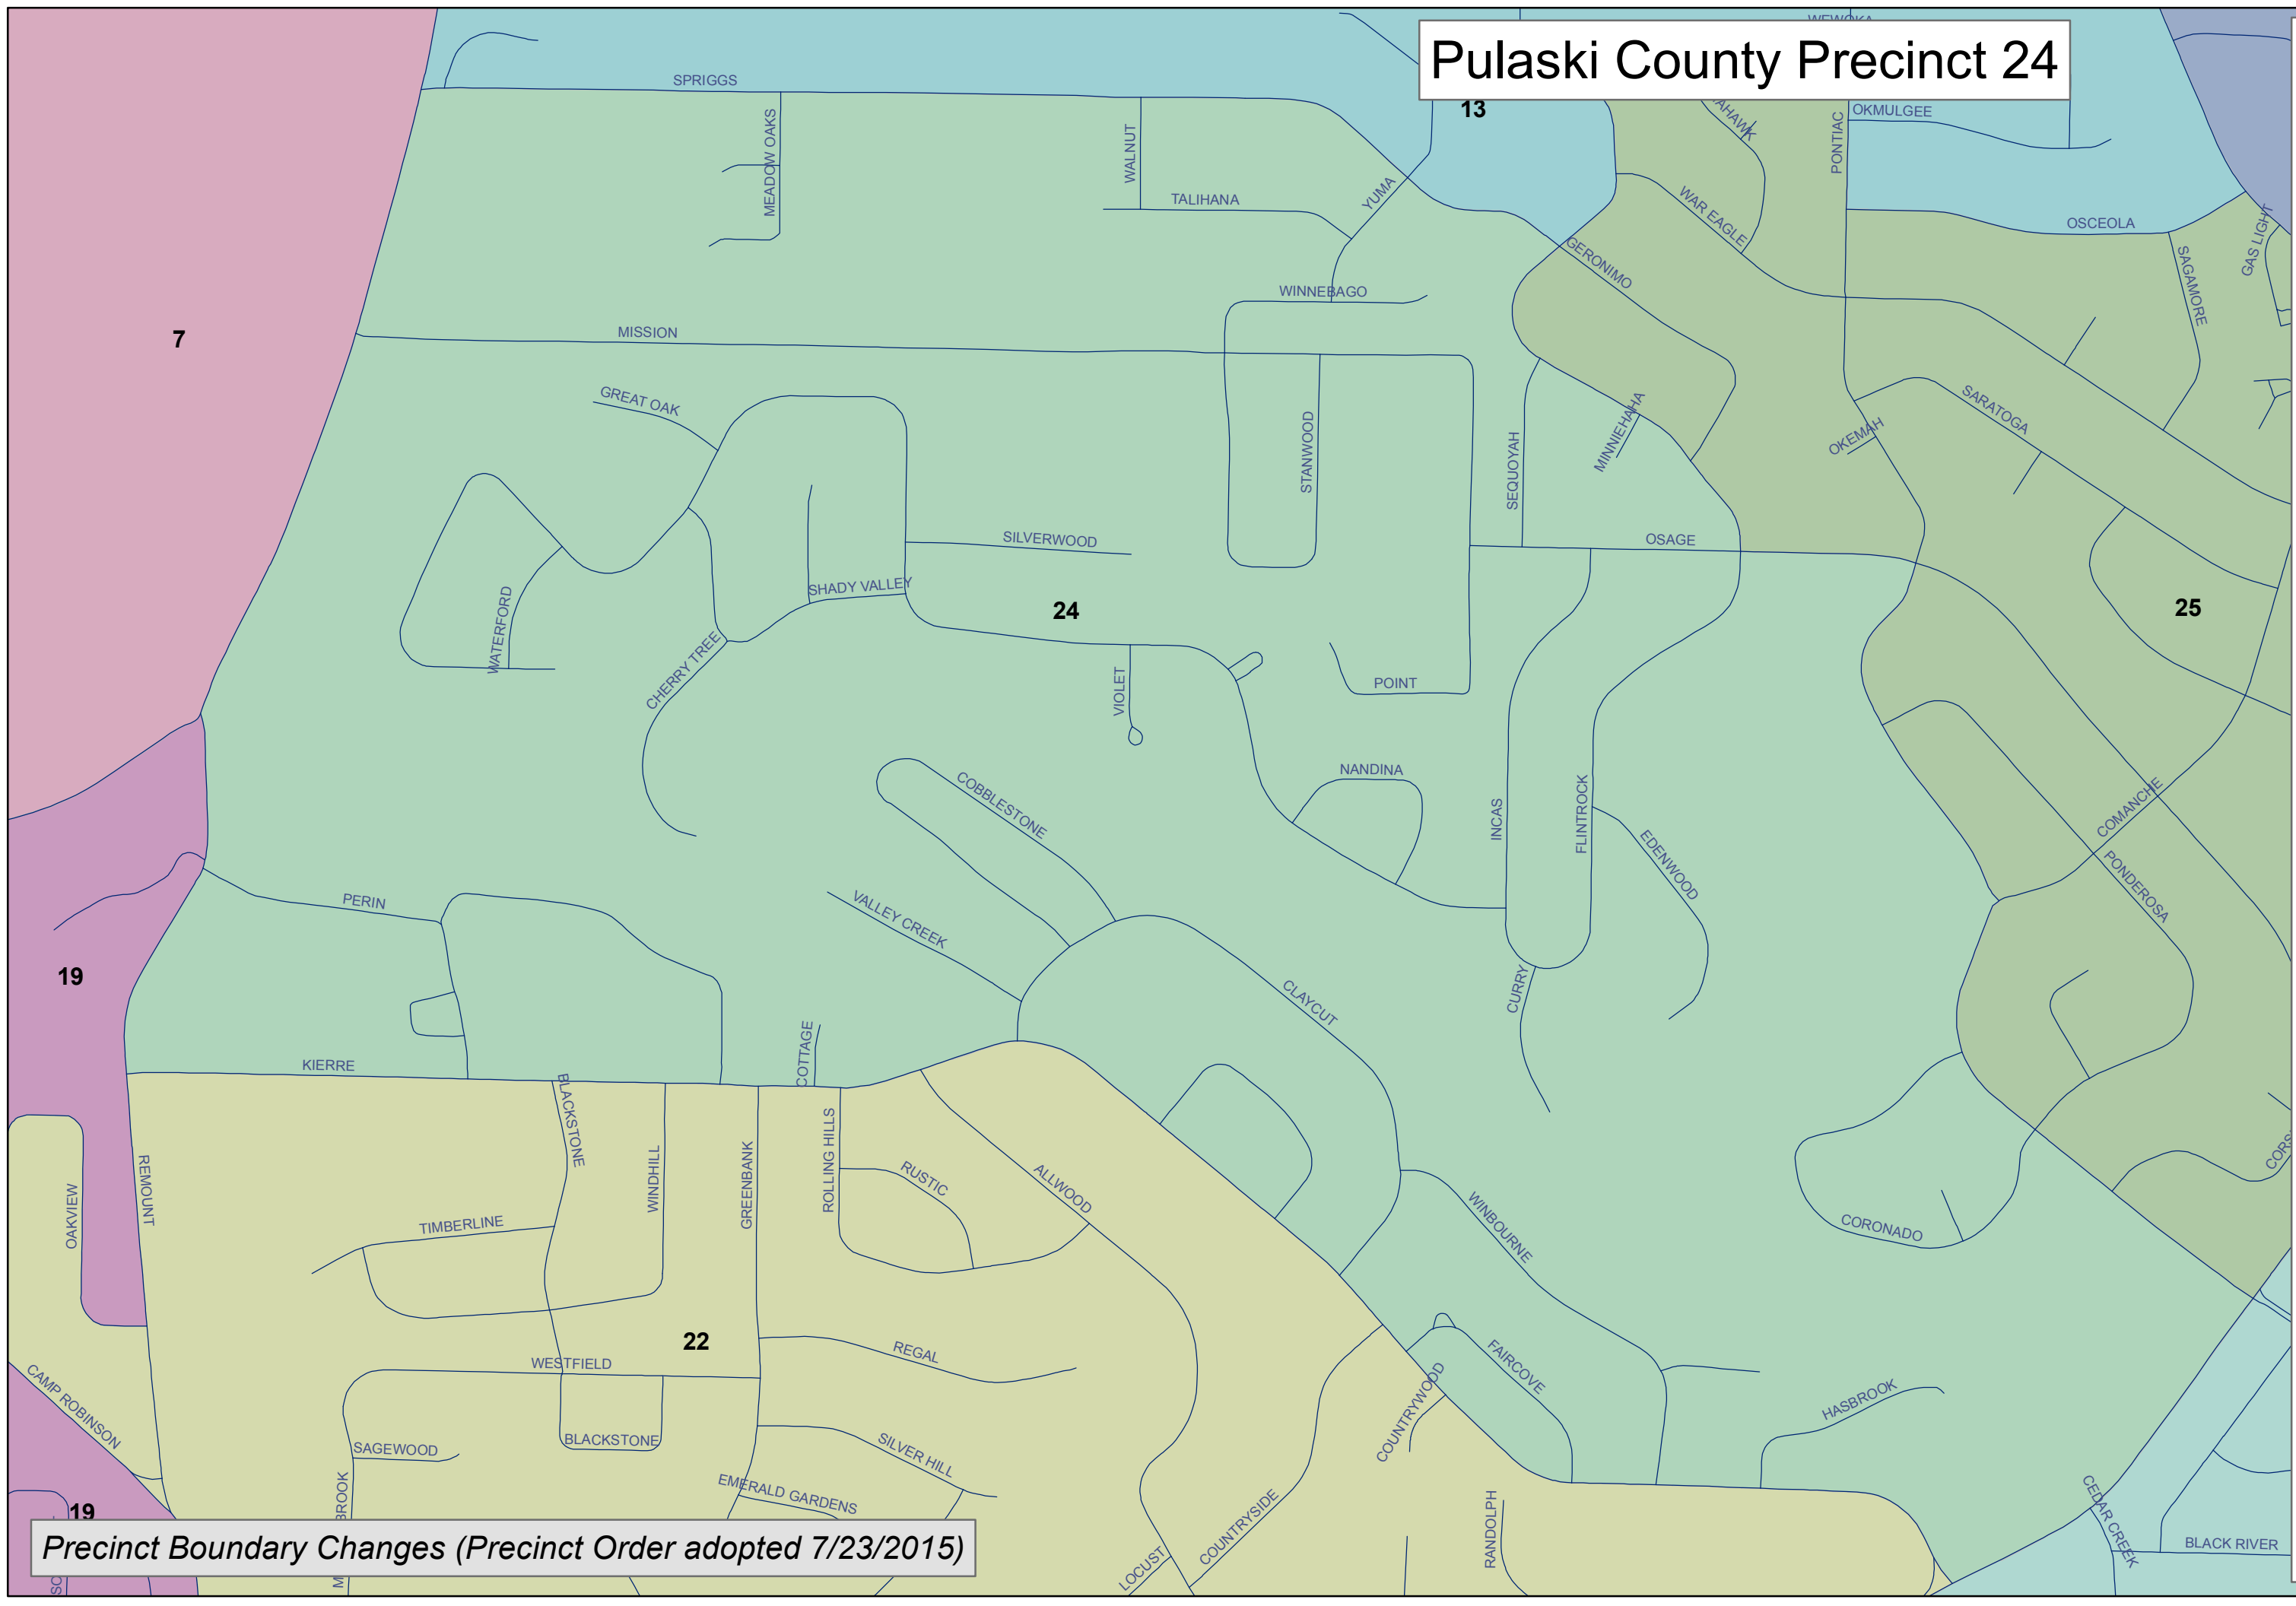 WEWOKA
Pulaski County Precinct 24
SPRIGGS
13
OKMULGEE
MEADOW OAKS
WALNUT
PONTIAC
TALIHANA
YUMA
WAR EAGLE
OSCEOLA
GAS LIGHT
GERONIMO
SAGAMORE
WINNEBAGO
7
MISSION
GREAT OAK
SARATOGA
STANWOOD
SEQUOYAH
MINNIEHAHA
OKEMAH
SILVERWOOD
OSAGE
SHADY VALLEY
24
25
WATERFORD
CHERRY TREE
VIOLET
POINT
NANDINA
COBBLESTONE
INCAS
FLINTROCK
EDENWOOD
COMANCHE
PONDEROSA
PERIN
VALLEY CREEK
19
CLAYCUT
CURRY
COTTAGE
KIERRE
BLACKSTONE
REMOUNT
OAKVIEW
WINDHILL
GREENBANK
ROLLING HILLS
RUSTIC
ALLWOOD
TIMBERLINE
WINBOURNE
CORONADO
22
REGAL
WESTFIELD
CAMP ROBINSON
FAIRCOVE
COUNTRYWOOD
HASBROOK
SAGEWOOD
BLACKSTONE
SILVER HILL
EMERALD GARDENS
19
RANDOLPH
COUNTRYSIDE
LOCUST
CEDAR CREEK
BLACK RIVER
Precinct Boundary Changes (Precinct Order adopted 7/23/2015)